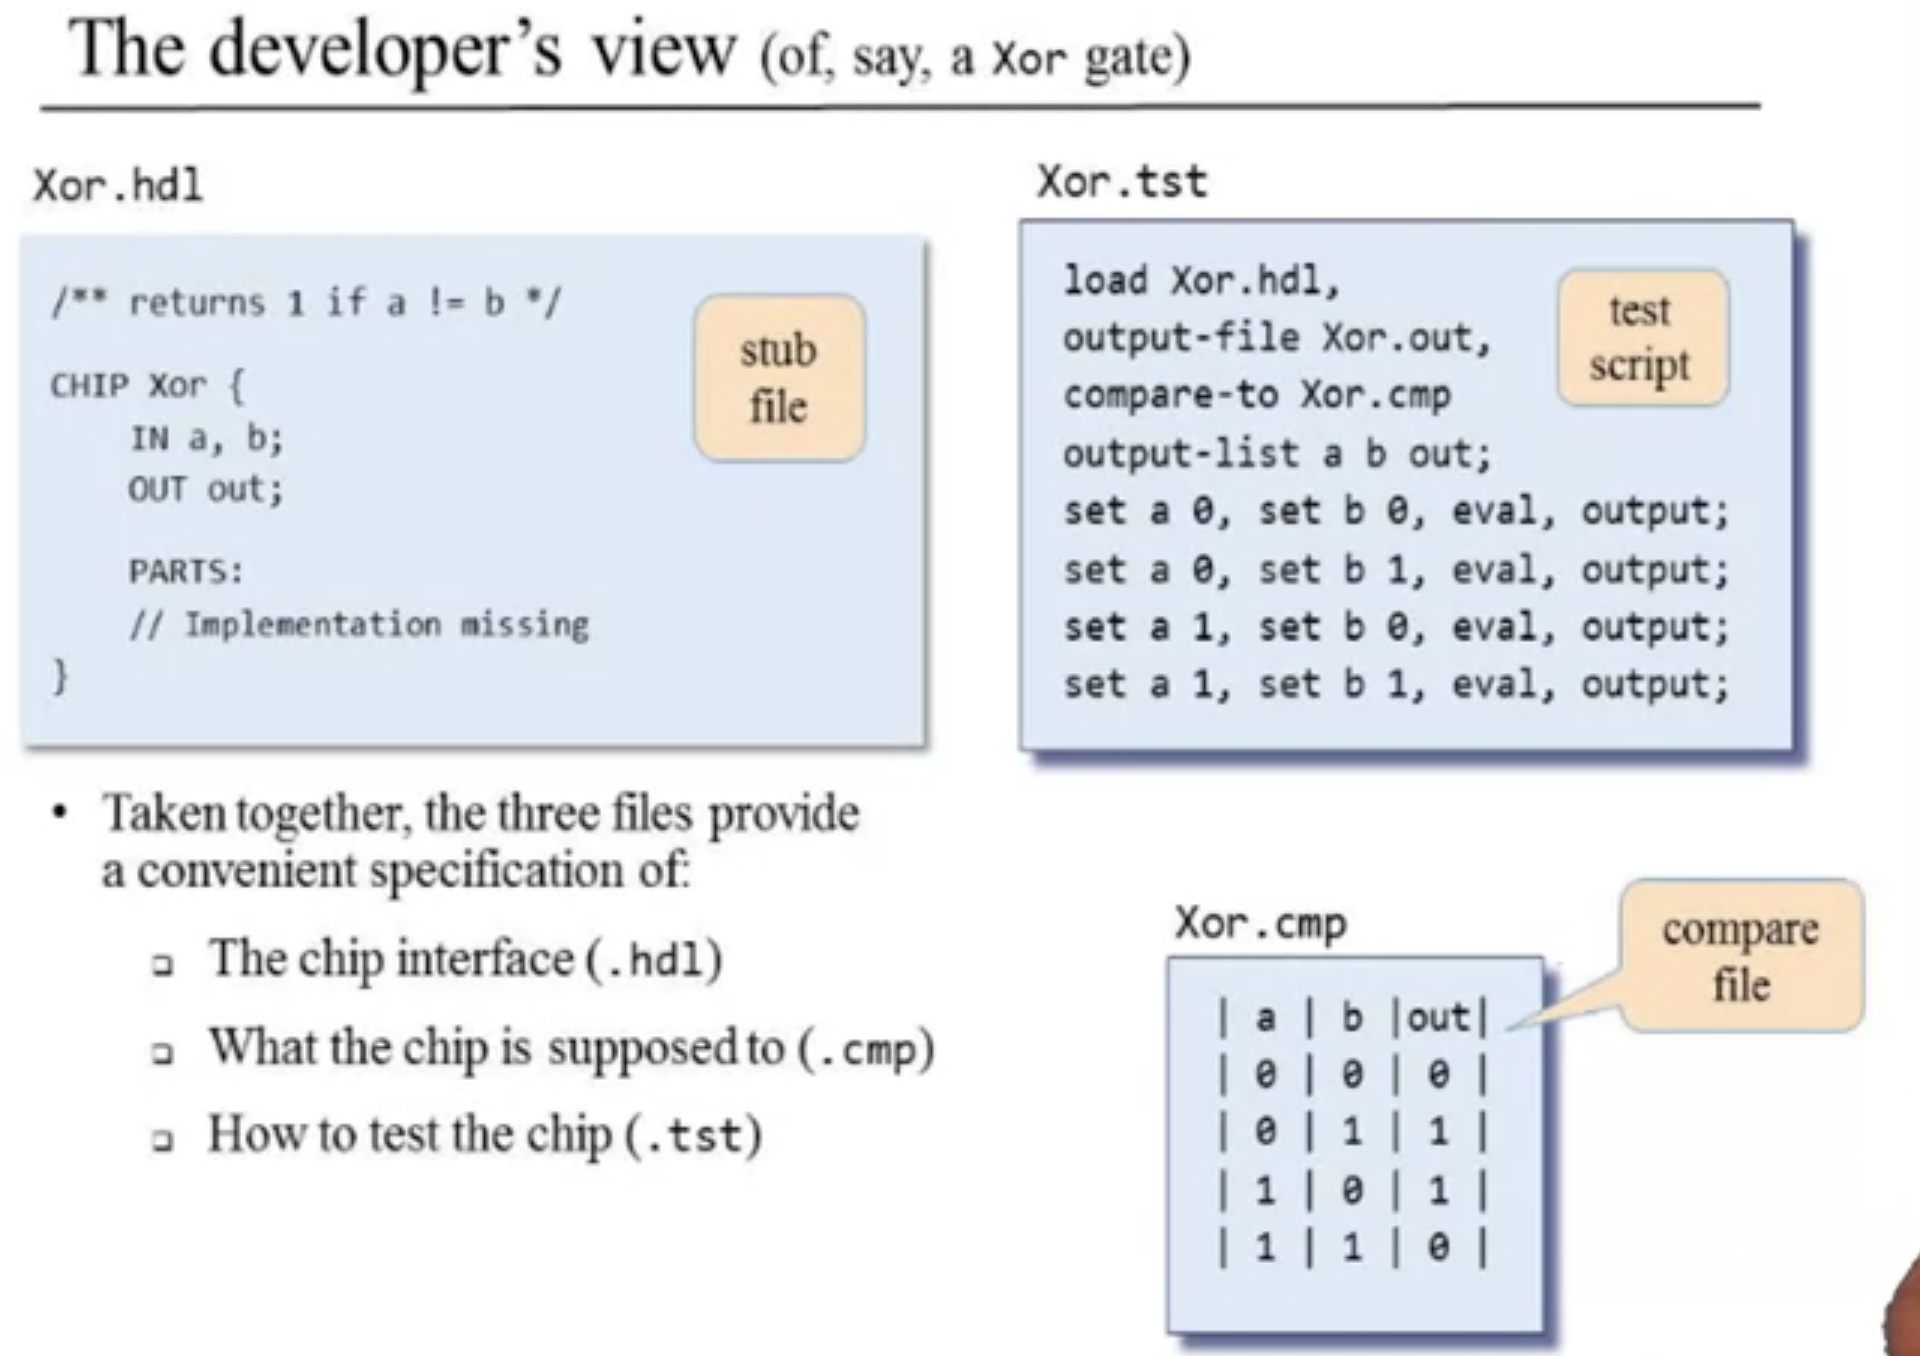 The developer's view (of, say, a Xor gate)
Xor.hdl
/** returns 1 if a != b */
CHIP Xor {
    IN a, b;
    OUT out;
    PARTS:
    // Implementation missing
}
stub
file
Xor.tst
load Xor.hdl,
output-file Xor.out,
compare-to Xor.cmp
output-list a b out;
set a 0, set b 0, eval, output;
set a 0, set b 1, eval, output;
set a 1, set b 0, eval, output;
set a 1, set b 1, eval, output;
test
script
• Taken together, the three files provide
a convenient specification of:
❑ The chip interface (.hdl)
❑ What the chip is supposed to (.cmp)
❑ How to test the chip (.tst)
Xor.cmp
| a | b |out|
| 0 | 0 | 0 |
| 0 | 1 | 1 |
| 1 | 0 | 1 |
| 1 | 1 | 0 |
compare
file